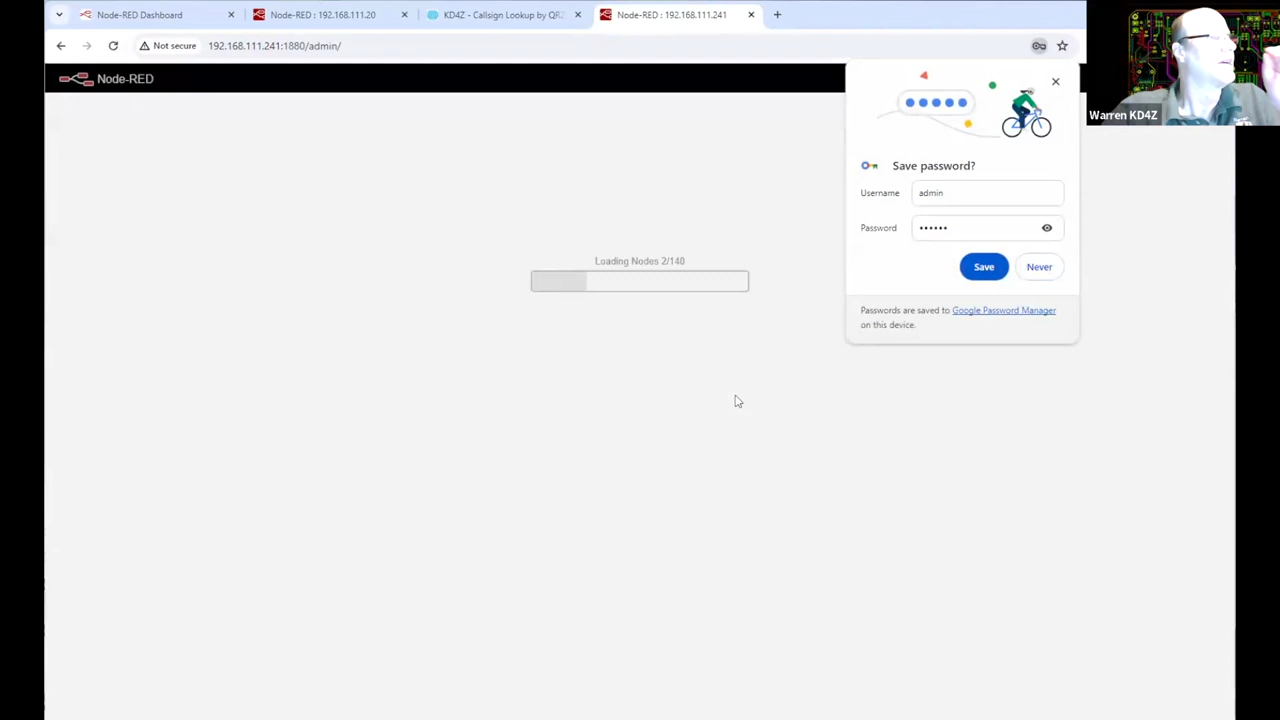 Node-RED Dashboard
Node-RED : 192.168.111.20
KD4Z - Callsign Lookup by QRZ
Node-RED : 192.168.111.241
Not secure
192.168.111.241:1880/admin/
Node-RED
Warren KD4Z
Save password?
Username
admin
Password
••••••
Save
Never
Passwords are saved to Google Password Manager
on this device.
Loading Nodes 2/140